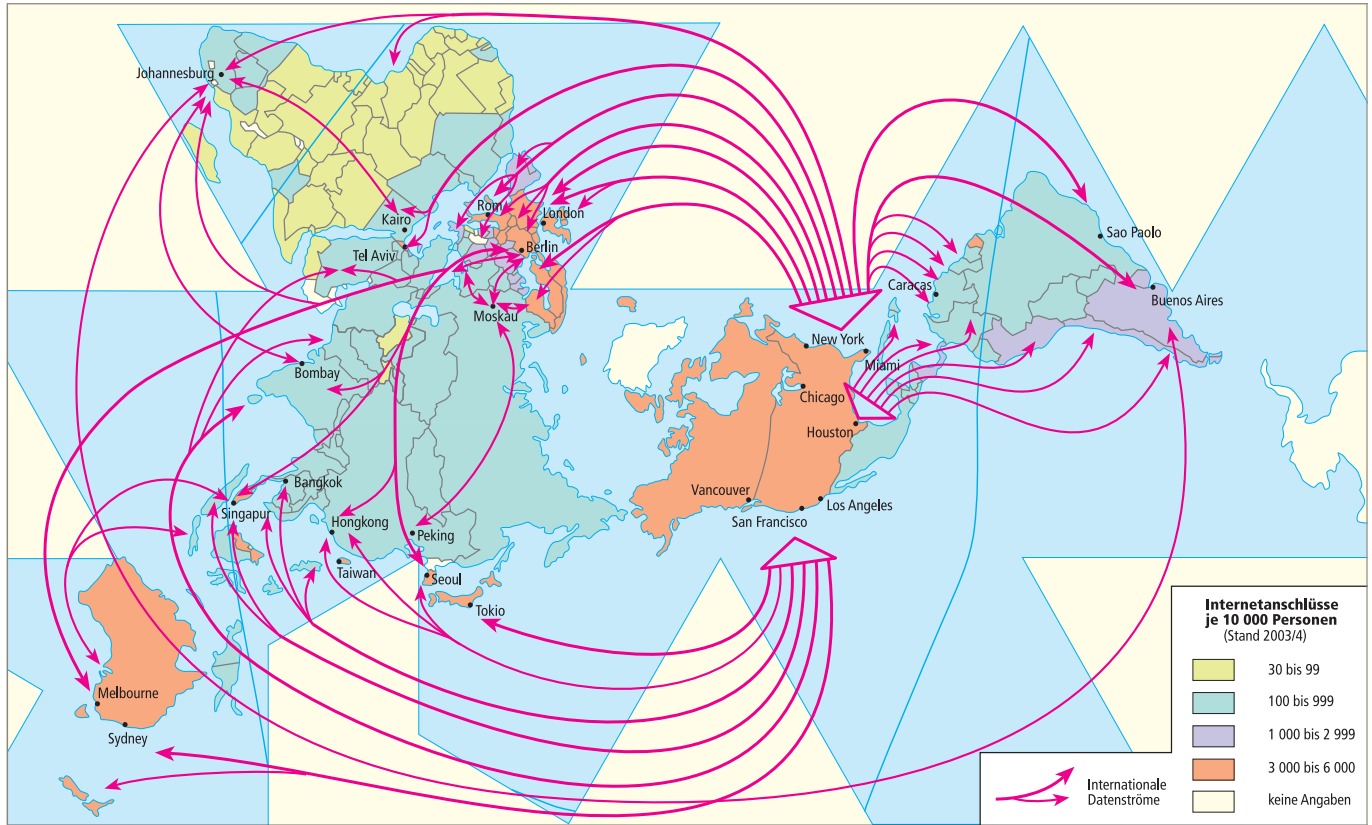 Johannesburg
Kairo
Tel Aviv
Rom
London
Berlin
Moskau
Bombay
Bangkok
Singapur
Hongkong
Peking
Taiwan
Seoul
Tokio
Melbourne
Sydney
New York
Miami
Chicago
Houston
Vancouver
San Francisco
Los Angeles
Caracas
Sao Paolo
Buenos Aires
Internetanschlüsse
je 10 000 Personen
(Stand 2003/4)
30 bis 99
100 bis 999
1 000 bis 2 999
3 000 bis 6 000
keine Angaben
Internationale
Datenströme